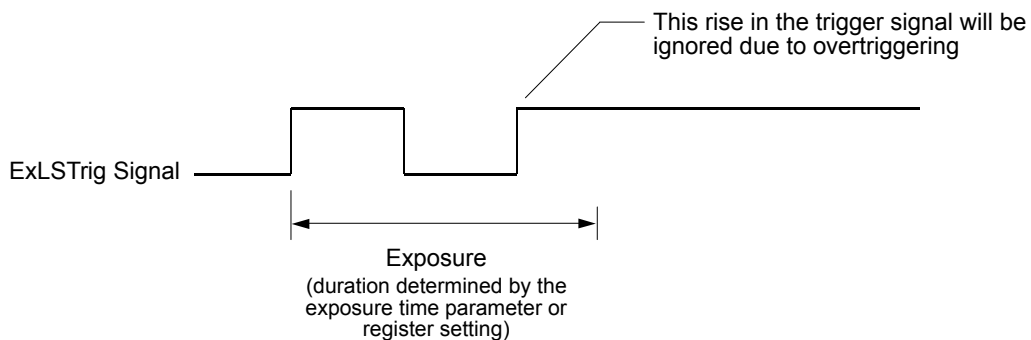 This rise in the trigger signal will be
ignored due to overtriggering
ExLSTrig Signal
Exposure
(duration determined by the
exposure time parameter or
register setting)